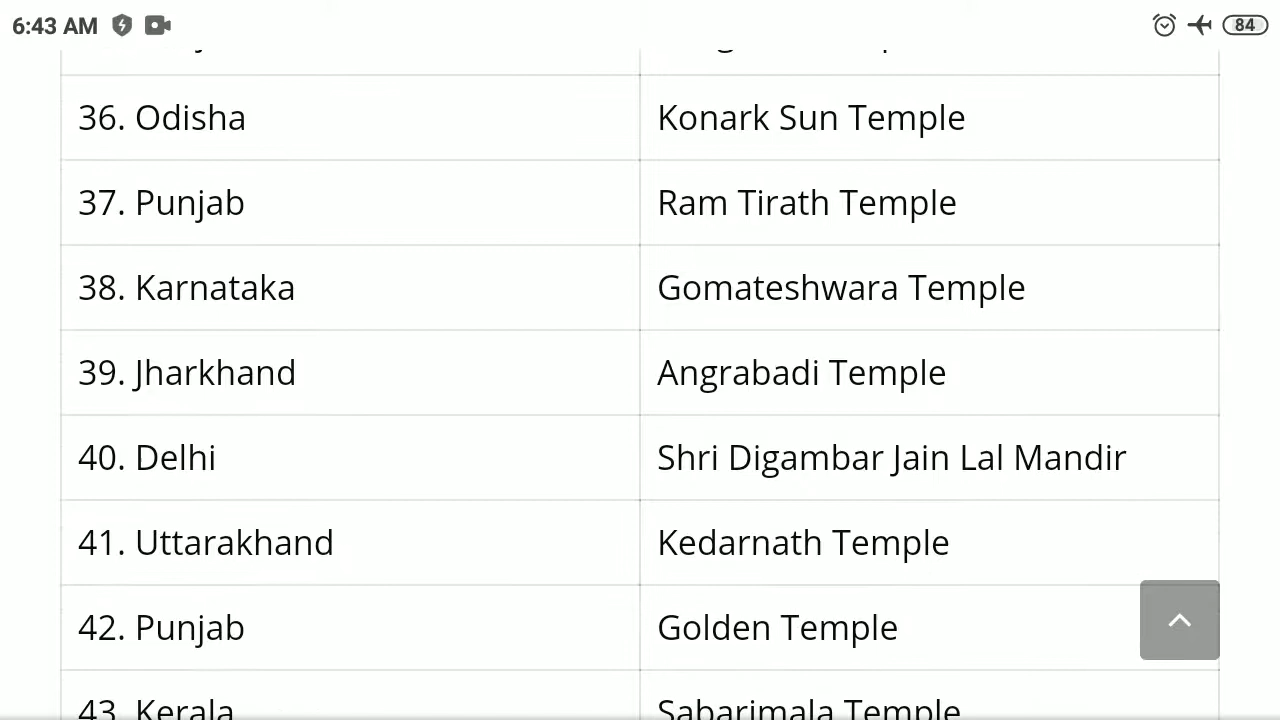 6:43 AM
84
36. Odisha Konark Sun Temple
37. Punjab Ram Tirath Temple
38. Karnataka Gomateshwara Temple
39. Jharkhand Angrabadi Temple
40. Delhi Shri Digambar Jain Lal Mandir
41. Uttarakhand Kedarnath Temple
42. Punjab Golden Temple
43. Kerala Sabarimala Temple